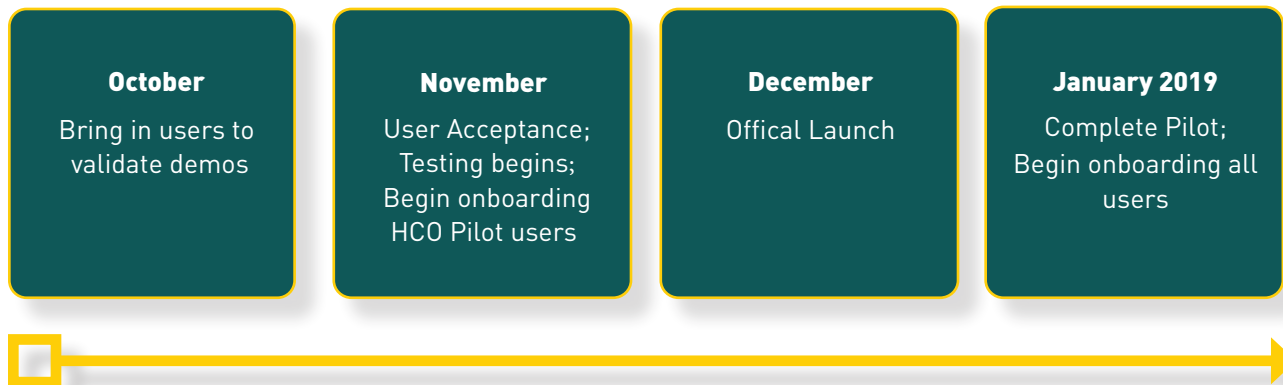 October
Bring in users to
validate demos
November
User Acceptance;
Testing begins;
Begin onboarding
HCO Pilot users
December
Offical Launch
January 2019
Complete Pilot;
Begin onboarding all
users